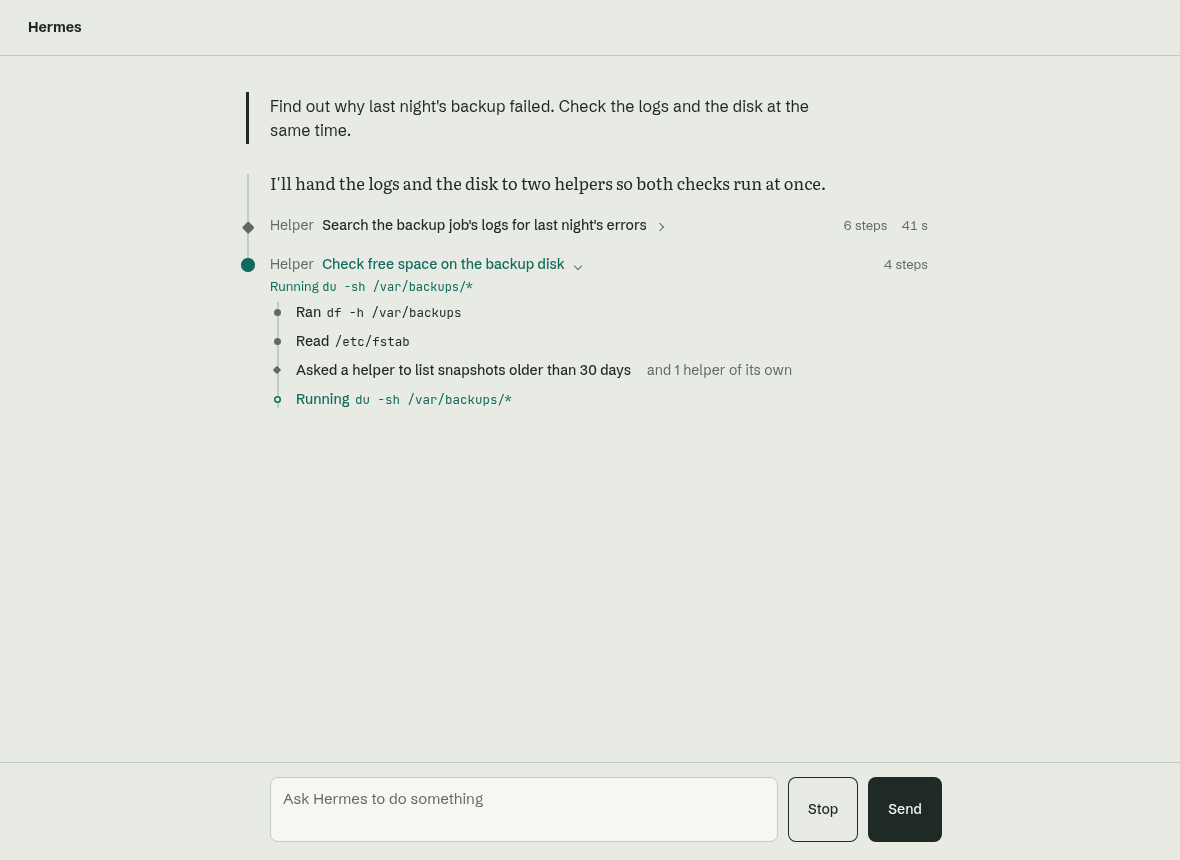 Hermes
Find out why last night's backup failed. Check the logs and the disk at the
same time.
I'll hand the logs and the disk to two helpers so both checks run at once.
Helper Search the backup job's logs for last night's errors 6 steps 41 s
Helper Check free space on the backup disk 4 steps
Running du -sh /var/backups/*
Ran df -h /var/backups
Read /etc/fstab
Asked a helper to list snapshots older than 30 days and 1 helper of its own
Running du -sh /var/backups/*
Ask Hermes to do something
Stop
Send